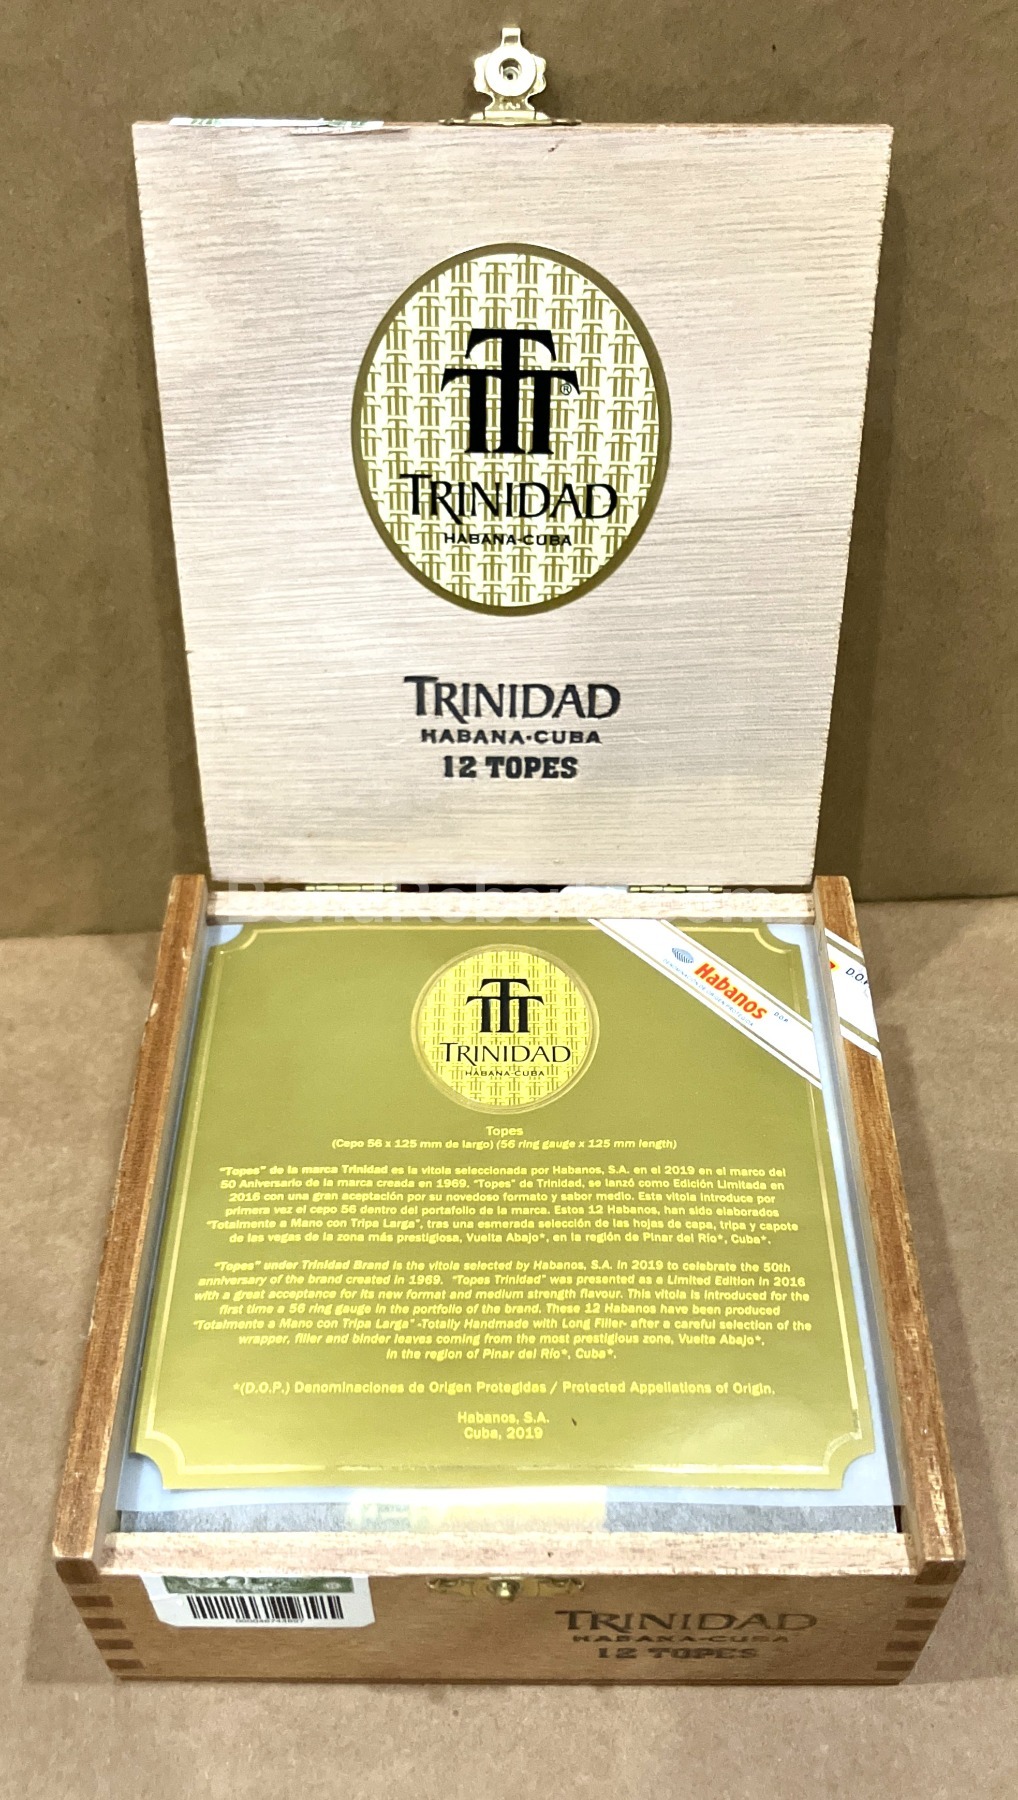 TRINIDAD
HABANA-CUBA
TRINIDAD
HABANA·CUBA
12 TOPES
BondRoberts.com
Habanos
D.O.P.
TRINIDAD
HABANA-CUBA
Topes
(Cepo 56 x 125 mm de largo) (56 ring gauge x 125 mm length)
"Topes" de la marca Trinidad es la vitola seleccionada por Habanos, S.A. en el 2019 en el marco del
50 Aniversario de la marca creada en 1969. "Topes" de Trinidad, se lanzó como Edición Limitada en
2016 con una gran aceptación por su novedoso formato y sabor medio. Esta vitola introduce por
primera vez el cepo 56 dentro del portafolio de la marca. Estos 12 Habanos, han sido elaborados
"Totalmente a Mano con Tripa Larga", tras una esmerada selección de las hojas de capa, tripa y capote
de las vegas de la zona más prestigiosa, Vuelta Abajo*, en la región de Pinar del Río*, Cuba*.
"Topes" under Trinidad Brand is the vitola selected by Habanos, S.A. in 2019 to celebrate the 50th
anniversary of the brand created in 1969. "Topes Trinidad" was presented as a Limited Edition in 2016
with a great acceptance for its new format and medium strength flavour. This vitola is introduced for the
first time a 56 ring gauge in the portfolio of the brand. These 12 Habanos have been produced
"Totalmente a Mano con Tripa Larga" -Totally Handmade with Long Filler- after a careful selection of the
wrapper, filler and binder leaves coming from the most prestigious zone, Vuelta Abajo*,
in the region of Pinar del Río*, Cuba*.
*(D.O.P.) Denominaciones de Origen Protegidas / Protected Appellations of Origin.
Habanos, S.A.
Cuba, 2019
TRINIDAD
HABANA-CUBA
12 TOPES